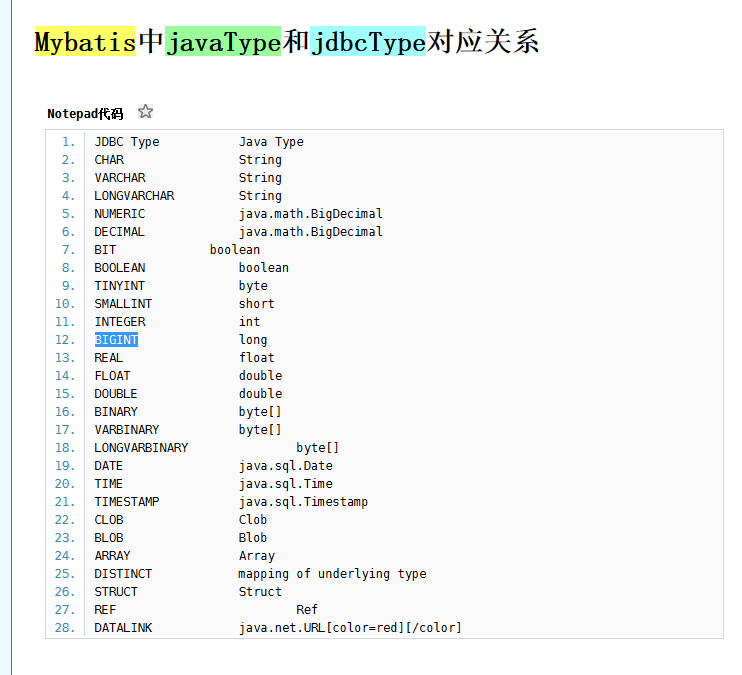 Mybatis中javaType和jdbcType对应关系
Notepad代码
1. JDBC Type Java Type
2. CHAR String
3. VARCHAR String
4. LONGVARCHAR String
5. NUMERIC java.math.BigDecimal
6. DECIMAL java.math.BigDecimal
7. BIT boolean
8. BOOLEAN boolean
9. TINYINT byte
10. SMALLINT short
11. INTEGER int
12. BIGINT long
13. REAL float
14. FLOAT double
15. DOUBLE double
16. BINARY byte[]
17. VARBINARY byte[]
18. LONGVARBINARY byte[]
19. DATE java.sql.Date
20. TIME java.sql.Time
21. TIMESTAMP java.sql.Timestamp
22. CLOB Clob
23. BLOB Blob
24. ARRAY Array
25. DISTINCT mapping of underlying type
26. STRUCT Struct
27. REF Ref
28. DATALINK java.net.URL[color=red][/color]